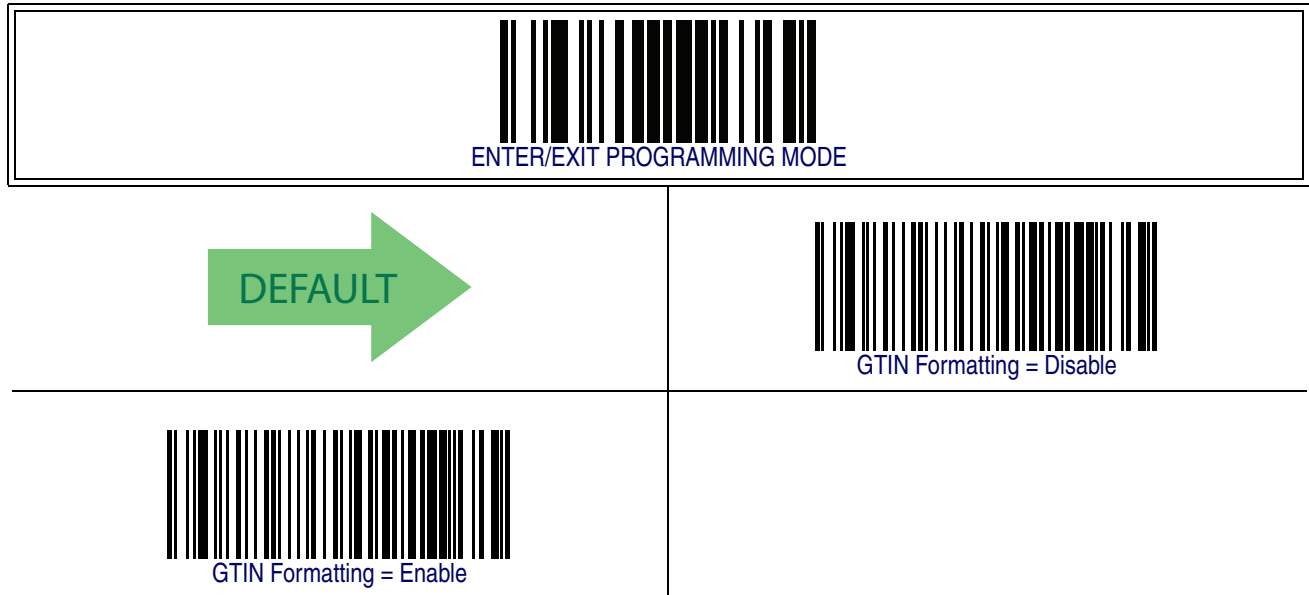 ENTER/EXIT PROGRAMMING MODE
DEFAULT
GTIN Formatting = Disable
GTIN Formatting = Enable